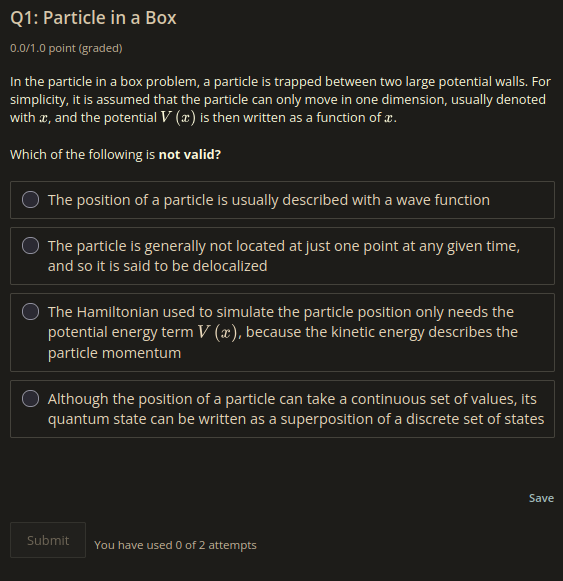 Q1: Particle in a Box
0.0/1.0 point (graded)
In the particle in a box problem, a particle is trapped between two large potential walls. For
simplicity, it is assumed that the particle can only move in one dimension, usually denoted
with x, and the potential V (x) is then written as a function of x.
Which of the following is not valid?
The position of a particle is usually described with a wave function
The particle is generally not located at just one point at any given time,
and so it is said to be delocalized
The Hamiltonian used to simulate the particle position only needs the
potential energy term V (x), because the kinetic energy describes the
particle momentum
Although the position of a particle can take a continuous set of values, its
quantum state can be written as a superposition of a discrete set of states
Save
Submit
You have used 0 of 2 attempts